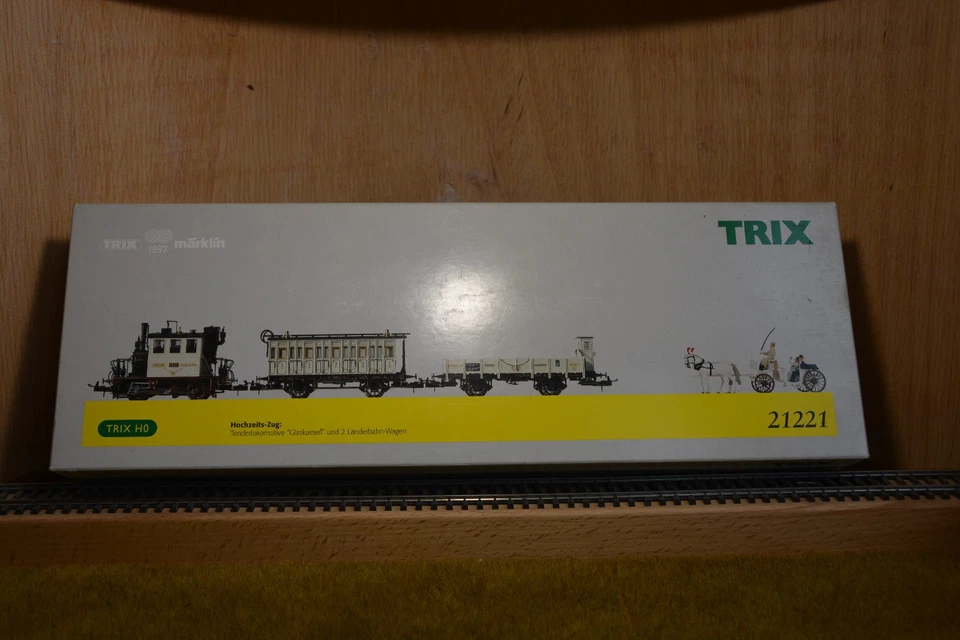 TRIX 1997 märklin
TRIX
TRIX H0
Hochzeits-Zug:
Tenderlokomotive "Glaskasten" und 2 Länderbahn-Wagen
21221